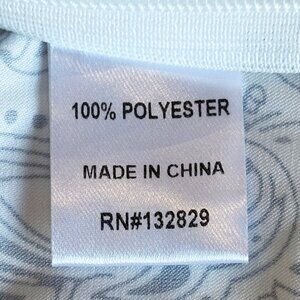 100% POLYESTER
MADE IN CHINA
RN#132829